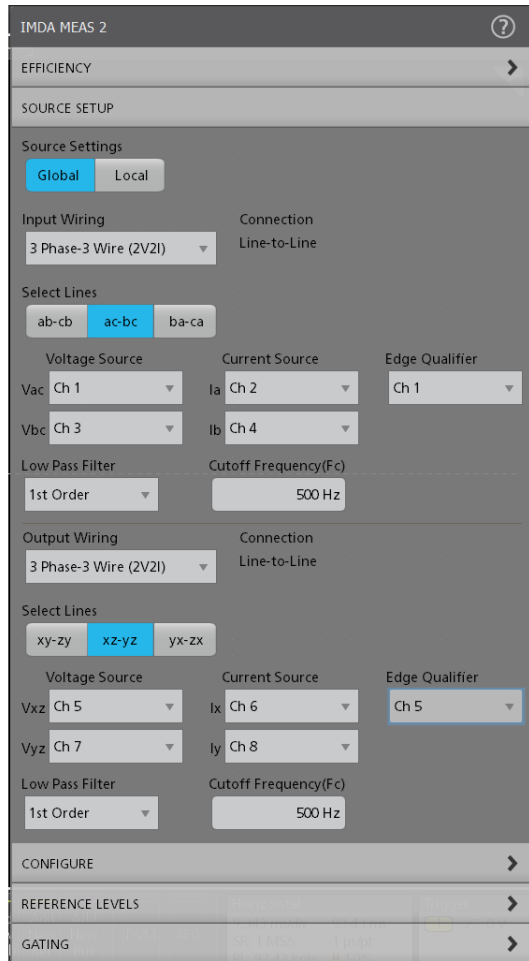 IMDA MEAS 2 ?
EFFICIENCY
SOURCE SETUP
Source Settings
Global Local
Input Wiring Connection
3 Phase-3 Wire (2V2I) Line-to-Line
Select Lines
ab-cb ac-bc ba-ca
Voltage Source Current Source Edge Qualifier
Vac Ch 1 Ia Ch 2 Ch 1
Vbc Ch 3 Ib Ch 4
Low Pass Filter Cutoff Frequency(Fc)
1st Order 500 Hz
Output Wiring Connection
3 Phase-3 Wire (2V2I) Line-to-Line
Select Lines
xy-zy xz-yz yx-zx
Voltage Source Current Source Edge Qualifier
Vxz Ch 5 Ix Ch 6 Ch 5
Vyz Ch 7 Iy Ch 8
Low Pass Filter Cutoff Frequency(Fc)
1st Order 500 Hz
CONFIGURE
REFERENCE LEVELS
GATING